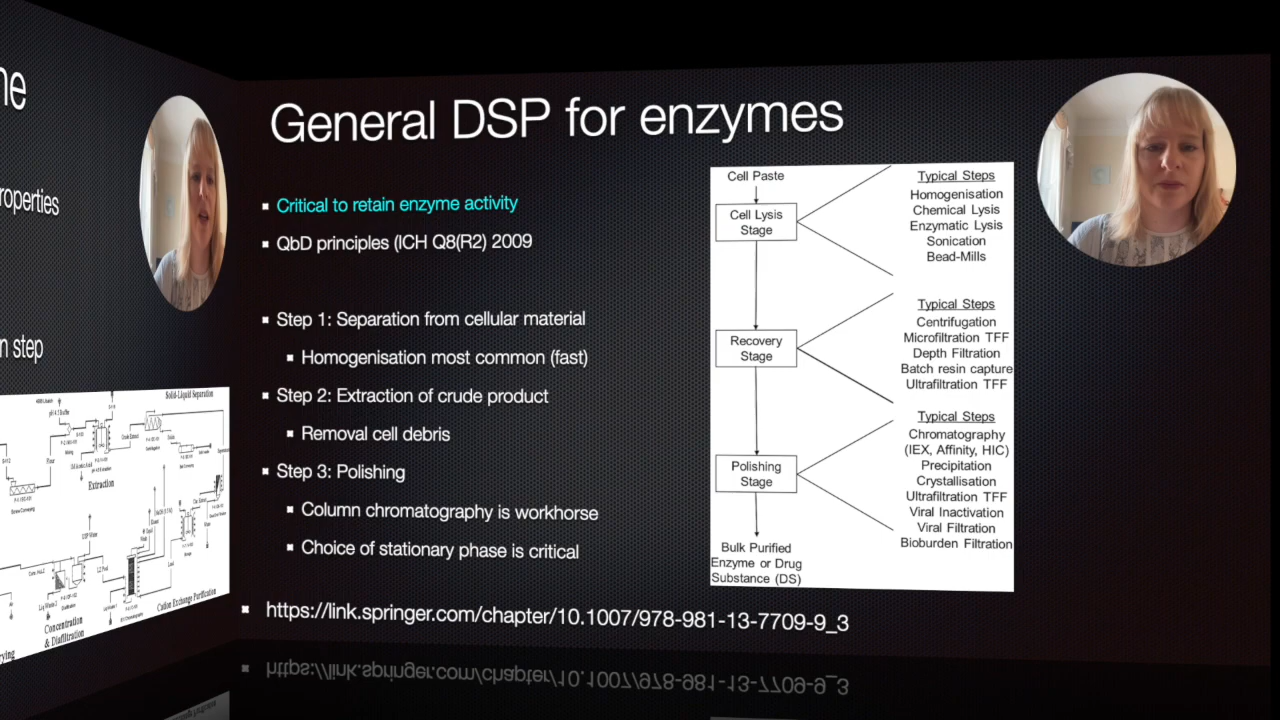 ne
roperties
n step
Solid-Liquid Separation
Extraction
Concentration
& Diafiltration
Cation Exchange Purification
General DSP for enzymes
Critical to retain enzyme activity
QbD principles (ICH Q8(R2) 2009
Step 1: Separation from cellular material
Homogenisation most common (fast)
Step 2: Extraction of crude product
Removal cell debris
Step 3: Polishing
Column chromatography is workhorse
Choice of stationary phase is critical
https://link.springer.com/chapter/10.1007/978-981-13-7709-9_3
Cell Paste
Cell Lysis
Stage
Typical Steps
Homogenisation
Chemical Lysis
Enzymatic Lysis
Sonication
Bead-Mills
Recovery
Stage
Typical Steps
Centrifugation
Microfiltration TFF
Depth Filtration
Batch resin capture
Ultrafiltration TFF
Polishing
Stage
Typical Steps
Chromatography
(IEX, Affinity, HIC)
Precipitation
Crystallisation
Ultrafiltration TFF
Viral Inactivation
Viral Filtration
Bioburden Filtration
Bulk Purified
Enzyme or Drug
Substance (DS)